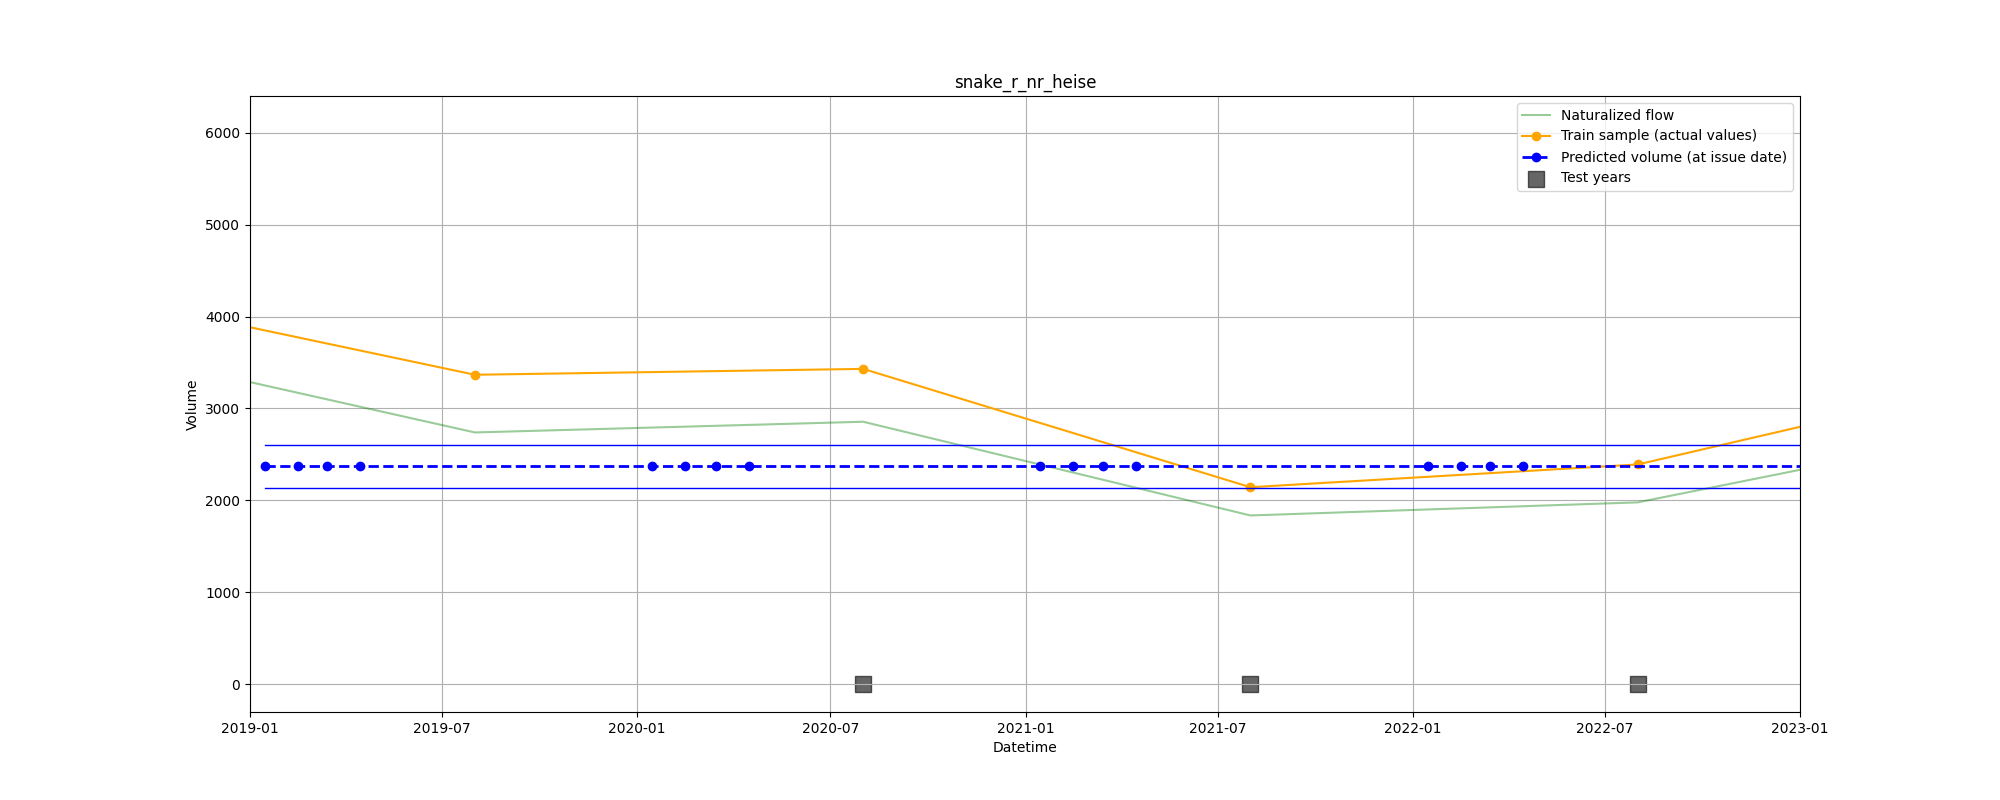 snake_r_nr_heise
Naturalized flow
Train sample (actual values)
Predicted volume (at issue date)
Test years
Volume
6000
5000
4000
3000
2000
1000
0
2019-01 2019-07 2020-01 2020-07 2021-01 2021-07 2022-01 2022-07 2023-01
Datetime